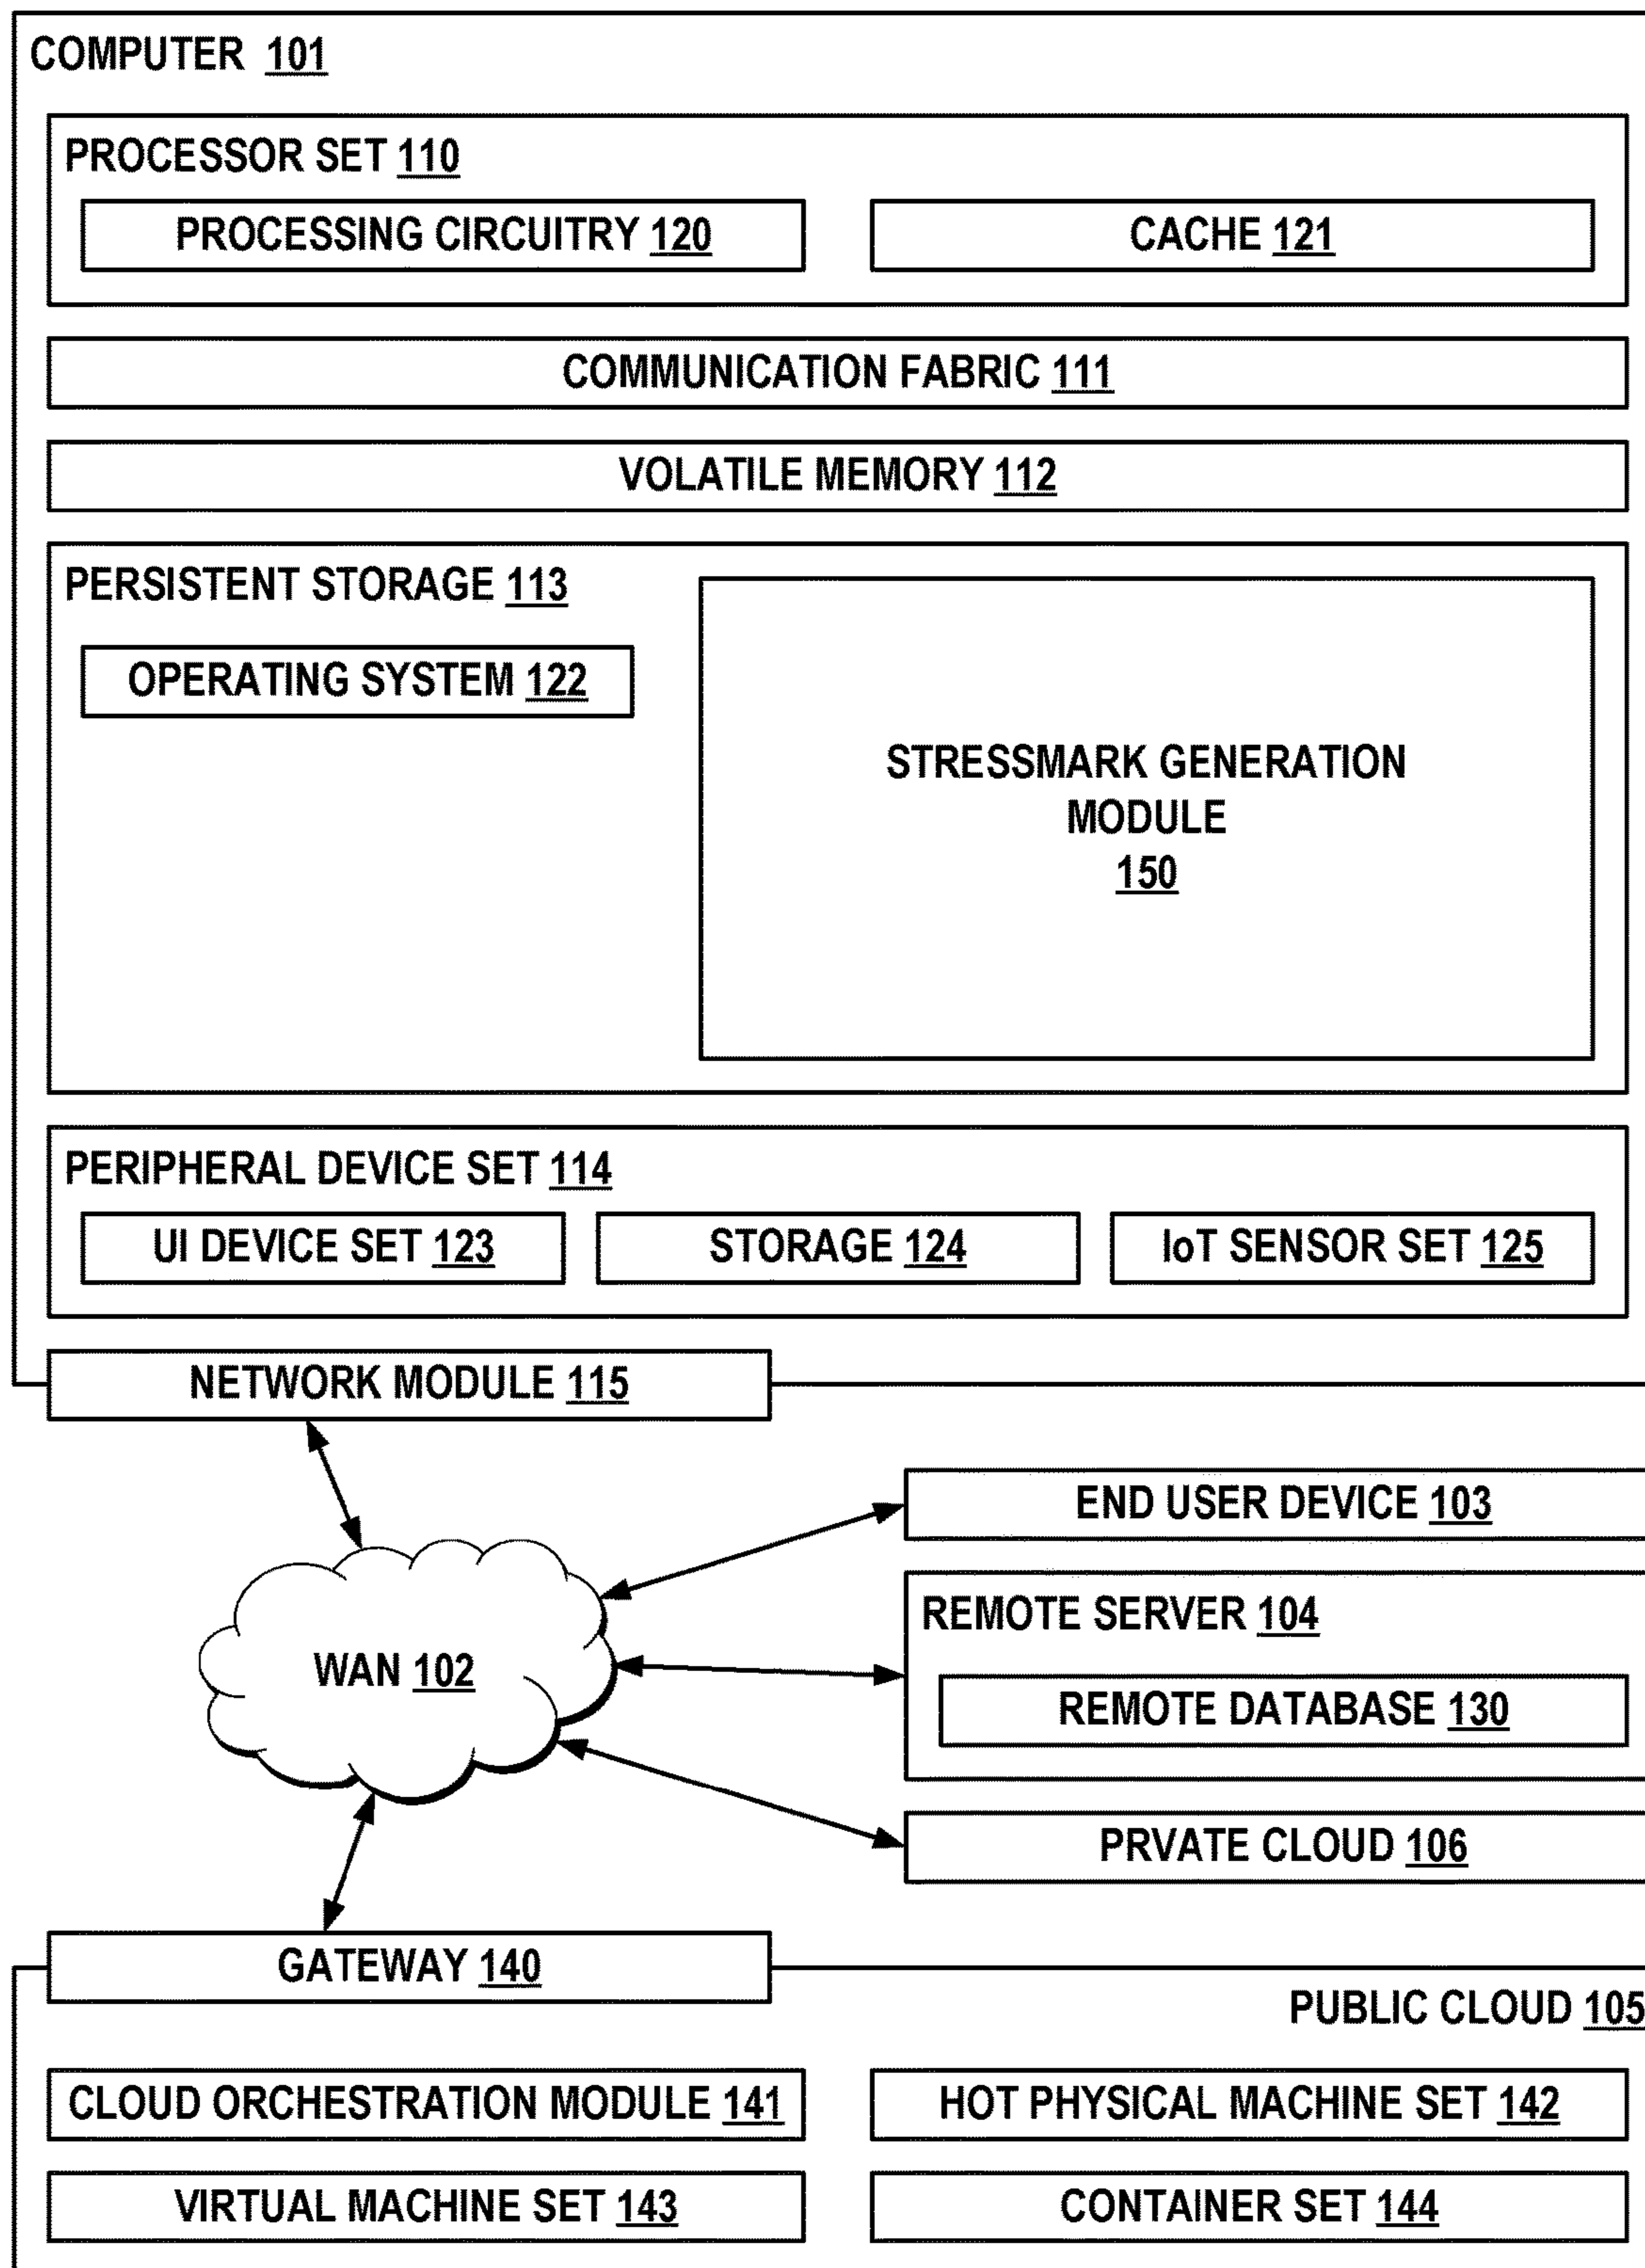 COMPUTER 101
PROCESSOR SET 110
PROCESSING CIRCUITRY 120
CACHE 121
COMMUNICATION FABRIC 111
VOLATILE MEMORY 112
PERSISTENT STORAGE 113
OPERATING SYSTEM 122
STRESSMARK GENERATION
MODULE
150
PERIPHERAL DEVICE SET 114
UI DEVICE SET 123
STORAGE 124
IoT SENSOR SET 125
NETWORK MODULE 115
END USER DEVICE 103
REMOTE SERVER 104
WAN 102
REMOTE DATABASE 130
PRVATE CLOUD 106
GATEWAY 140
PUBLIC CLOUD 105
CLOUD ORCHESTRATION MODULE 141
HOT PHYSICAL MACHINE SET 142
VIRTUAL MACHINE SET 143
CONTAINER SET 144